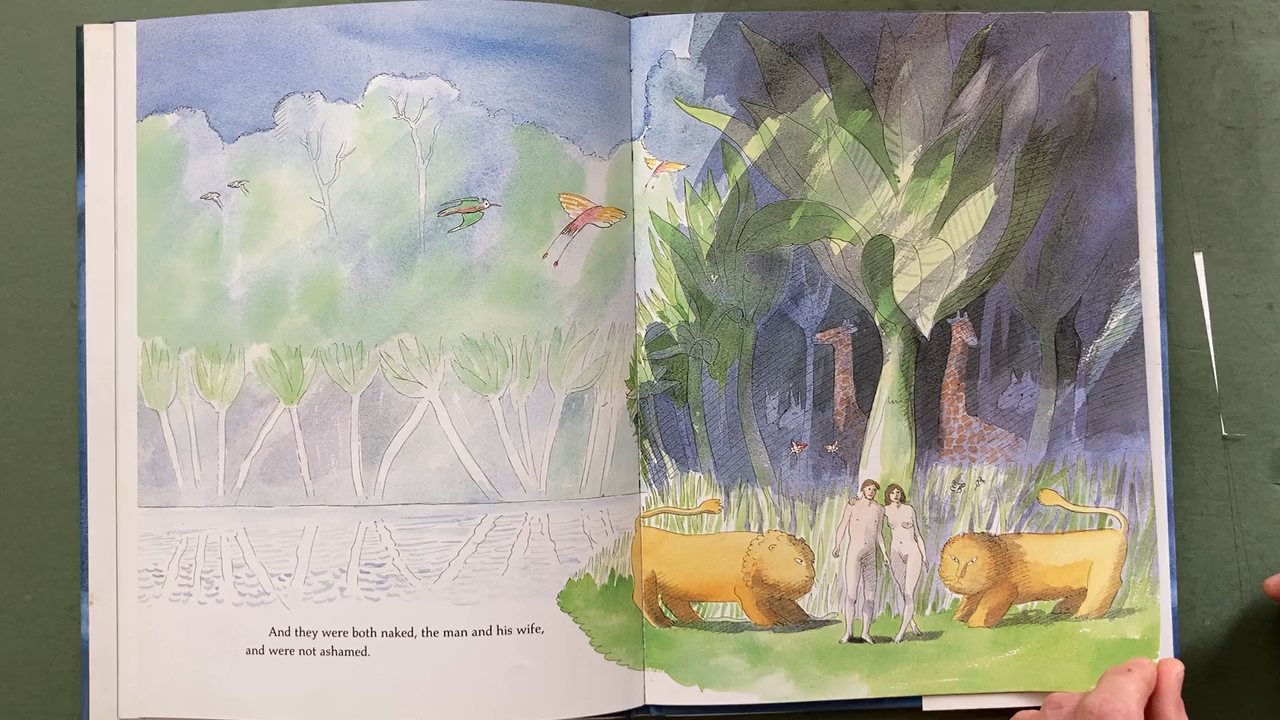 And they were both naked, the man and his wife,
and were not ashamed.